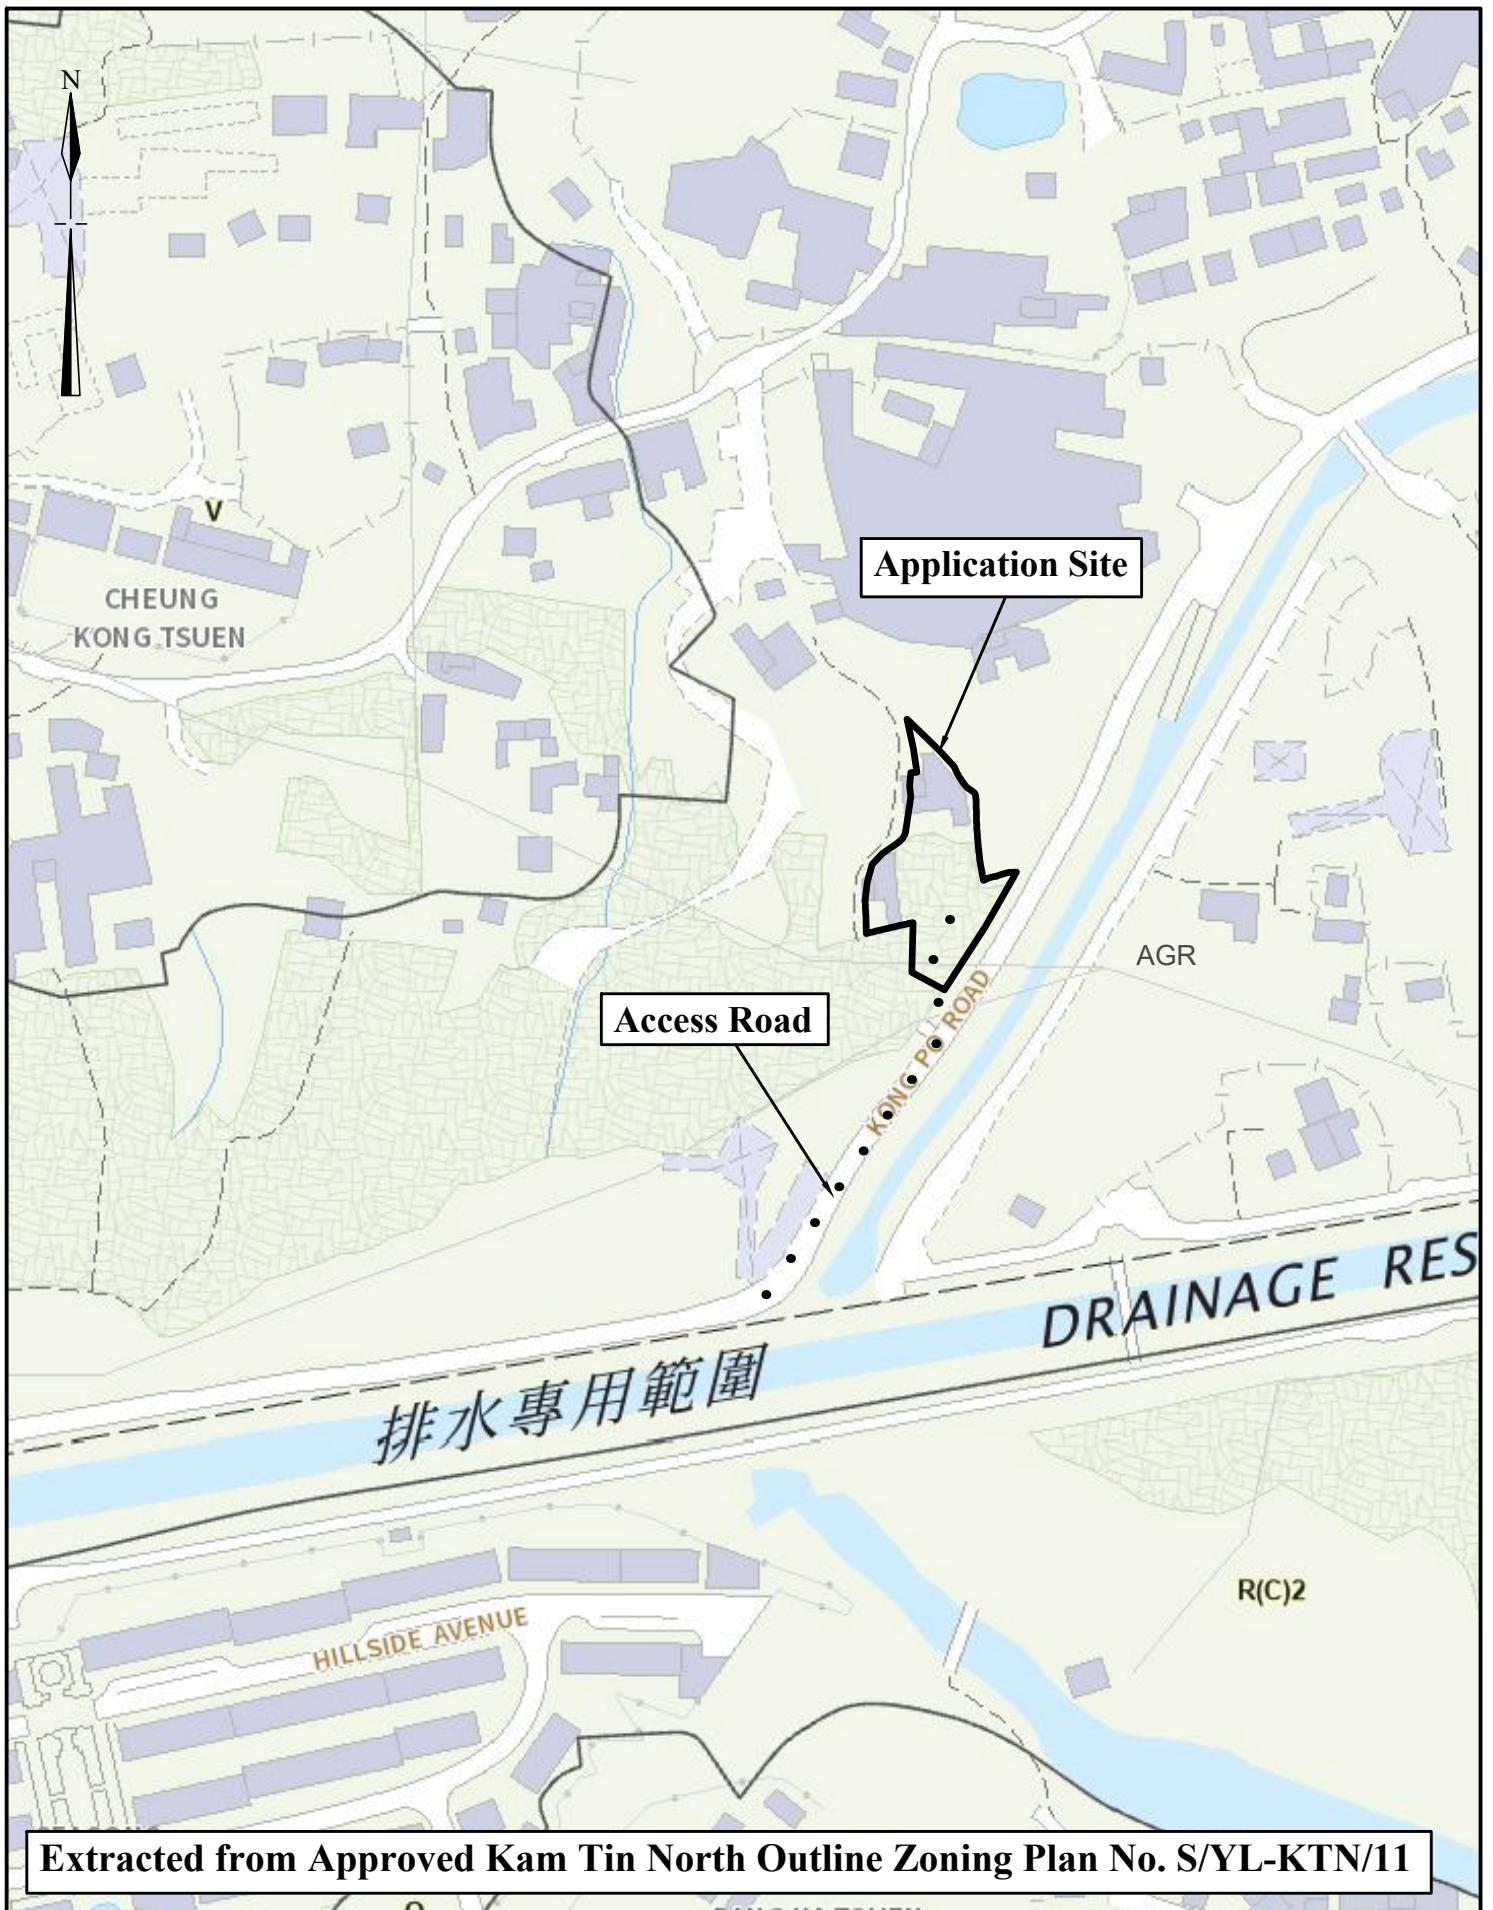 N
V
CHEUNG
KONG TSUEN
Application Site
AGR
Access Road
KONG PO ROAD
DRAINAGE RES
排水專用範圍
R(C)2
HILLSIDE AVENUE
Extracted from Approved Kam Tin North Outline Zoning Plan No. S/YL-KTN/11